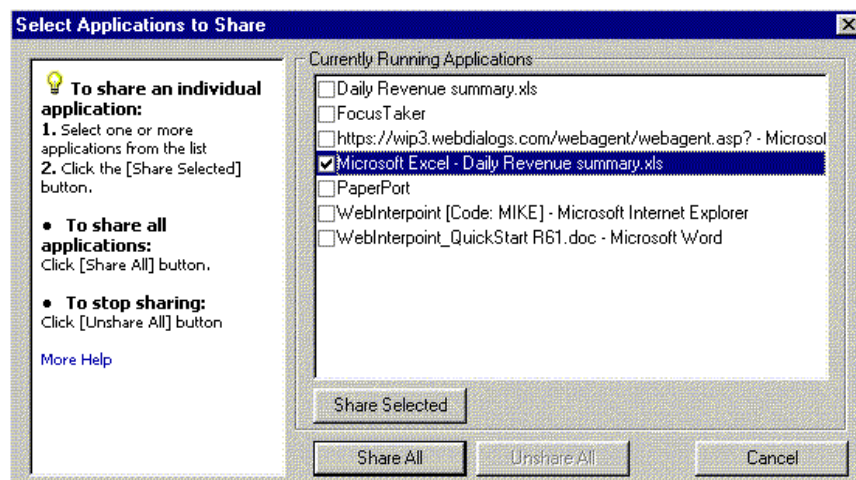 Select Applications to Share
To share an individual
application:
1. Select one or more
applications from the list
2. Click the [Share Selected]
button.
• To share all
applications:
Click [Share All] button.
• To stop sharing:
Click [Unshare All] button
More Help
Currently Running Applications
Daily Revenue summary.xls
FocusTaker
https://wip3.webdialogs.com/webagent/webagent.asp? - Microsof
Microsoft Excel - Daily Revenue summary.xls
PaperPort
WebInterpoint [Code: MIKE] - Microsoft Internet Explorer
WebInterpoint_QuickStart R61.doc - Microsoft Word
Share Selected
Share All
Unshare All
Cancel